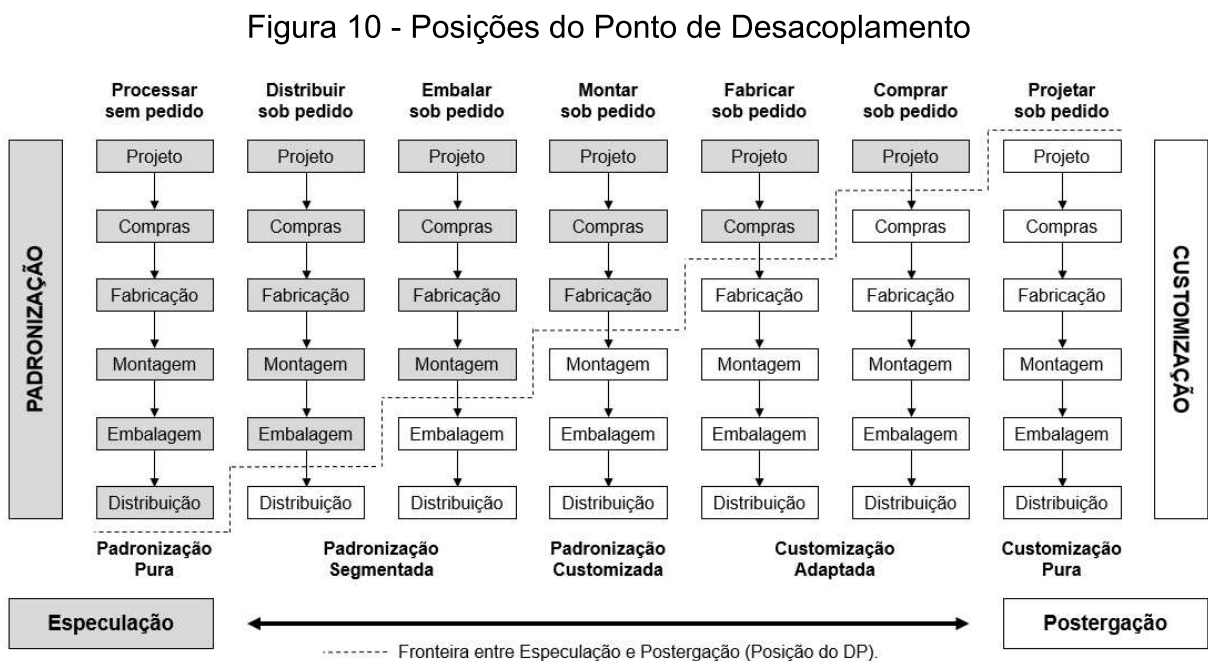 Figura 10 - Posições do Ponto de Desacoplamento
Processar
sem pedido
Distribuir
sob pedido
Embalar
sob pedido
Montar
sob pedido
Fabricar
sob pedido
Comprar
sob pedido
Projetar
sob pedido
PADRONIZAÇÃO
Projeto
Projeto
Projeto
Projeto
Projeto
Projeto
Projeto
Compras
Compras
Compras
Compras
Compras
Compras
Compras
Fabricação
Fabricação
Fabricação
Fabricação
Fabricação
Fabricação
Fabricação
Montagem
Montagem
Montagem
Montagem
Montagem
Montagem
Montagem
Embalagem
Embalagem
Embalagem
Embalagem
Embalagem
Embalagem
Embalagem
Distribuição
Distribuição
Distribuição
Distribuição
Distribuição
Distribuição
Distribuição
CUSTOMIZAÇÃO
Padronização
Pura
Padronização
Segmentada
Padronização
Customizada
Customização
Adaptada
Customização
Pura
Especulação
Postergação
Fronteira entre Especulação e Postergação (Posição do DP).